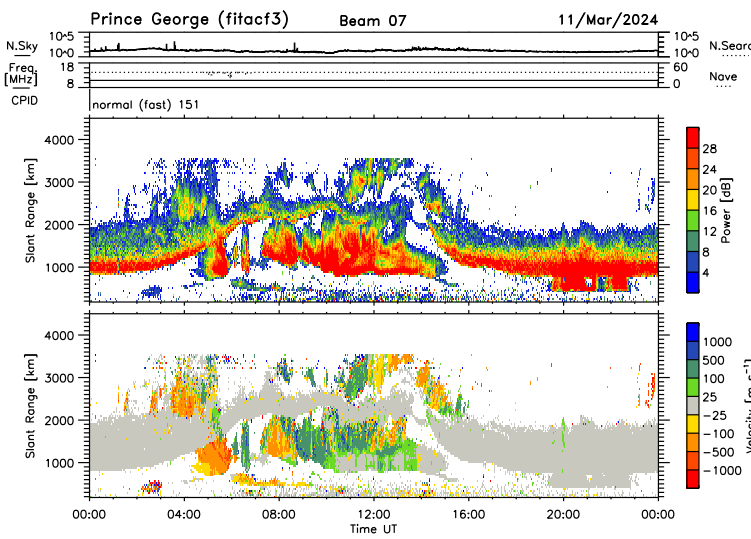 Prince George (fitacf3) Beam 07 11/Mar/2024
N.Sky 10^5 10^0 10^5 10^0
Freq [MHz] 18 8 60 0 Nave
CPID normal (fast) 151
Slant Range [km] 4000 3000 2000 1000
Power [dB] 28 24 20 16 12 8 4
Slant Range [km] 4000 3000 2000 1000
1000 500 100 25 -25 -100 -500 -1000
00:00 04:00 08:00 12:00 16:00 20:00 00:00
Time UT